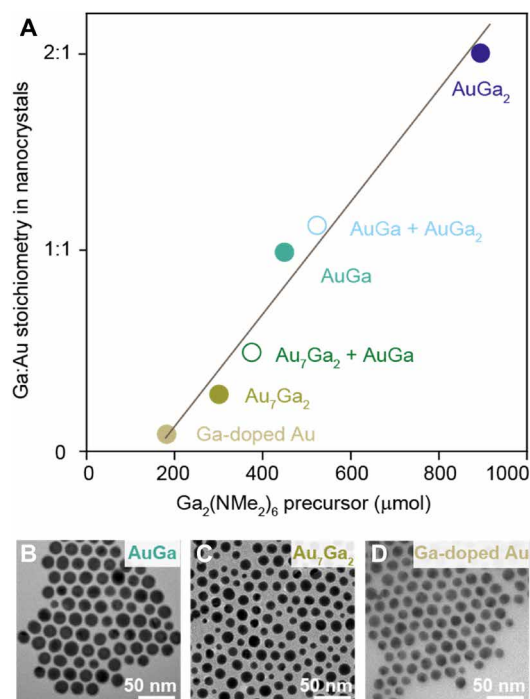 A
Ga:Au stoichiometry in nanocrystals
2:1
1:1
0
AuGa₂
AuGa + AuGa₂
AuGa
Au₇Ga₂ + AuGa
Au₇Ga₂
Ga-doped Au
0 200 400 600 800 1000
Ga₂(NMe₂)₆ precursor (μmol)
B AuGa
50 nm
C Au₇Ga₂
50 nm
D Ga-doped Au
50 nm